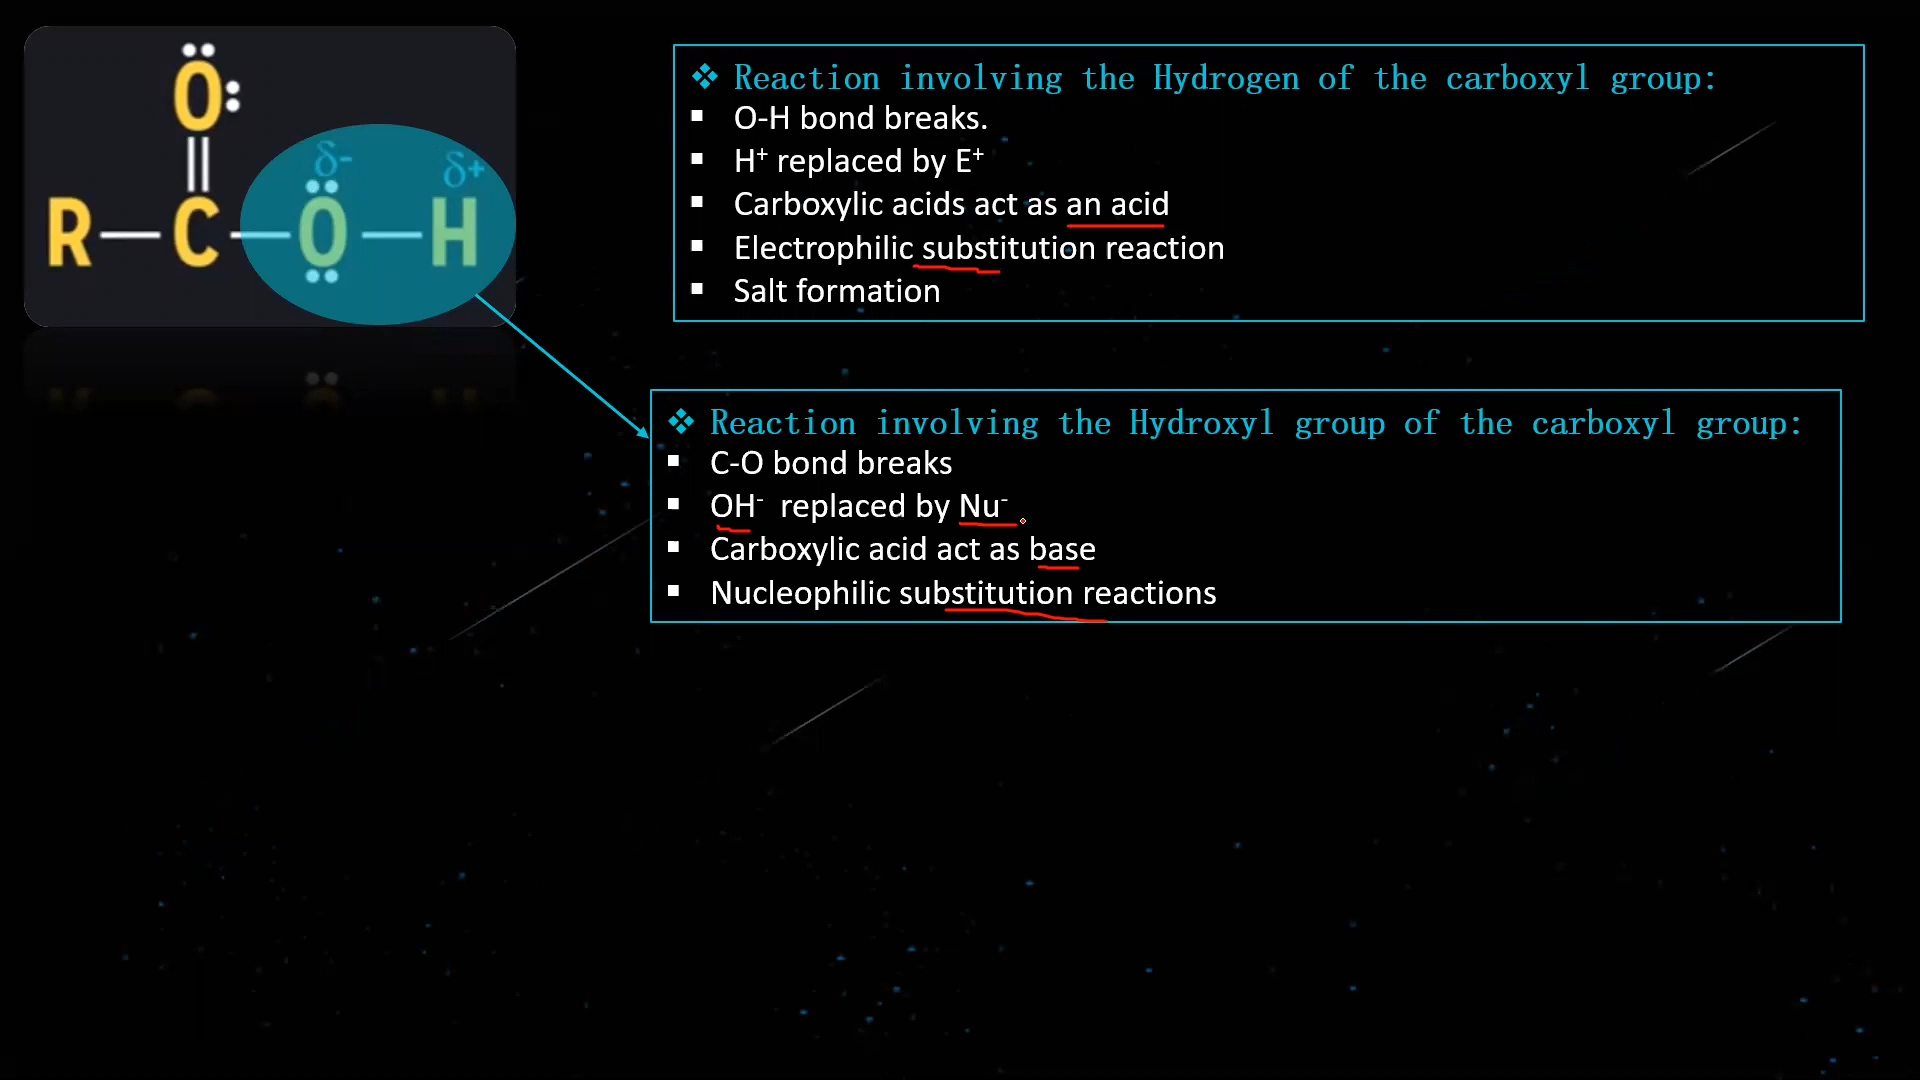 O
δ- δ+
R—C—O—H
❖ Reaction involving the Hydrogen of the carboxyl group:
▪ O-H bond breaks.
▪ H⁺ replaced by E⁺
▪ Carboxylic acids act as an acid
▪ Electrophilic substitution reaction
▪ Salt formation
❖ Reaction involving the Hydroxyl group of the carboxyl group:
▪ C-O bond breaks
▪ OH⁻ replaced by Nu⁻
▪ Carboxylic acid act as base
▪ Nucleophilic substitution reactions